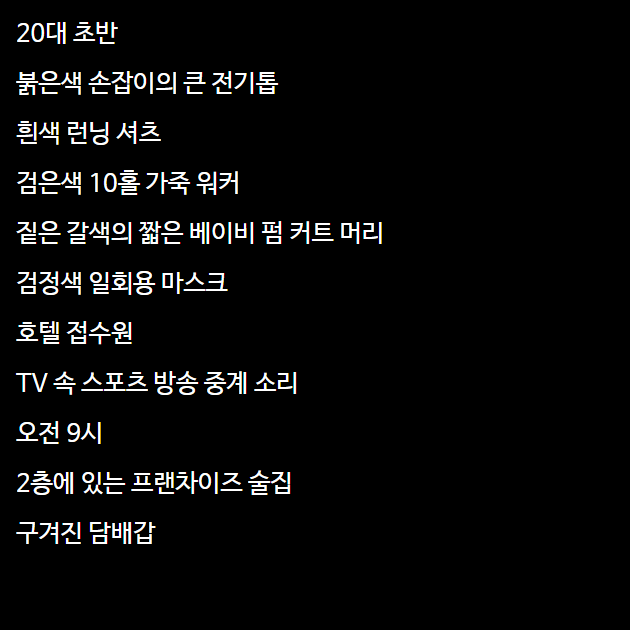 20대 초반
붉은색 손잡이의 큰 전기톱
흰색 런닝 셔츠
검은색 10홀 가죽 워커
짙은 갈색의 짧은 베이비 펌 커트 머리
검정색 일회용 마스크
호텔 접수원
TV 속 스포츠 방송 중계 소리
오전 9시
2층에 있는 프랜차이즈 술집
구겨진 담배갑